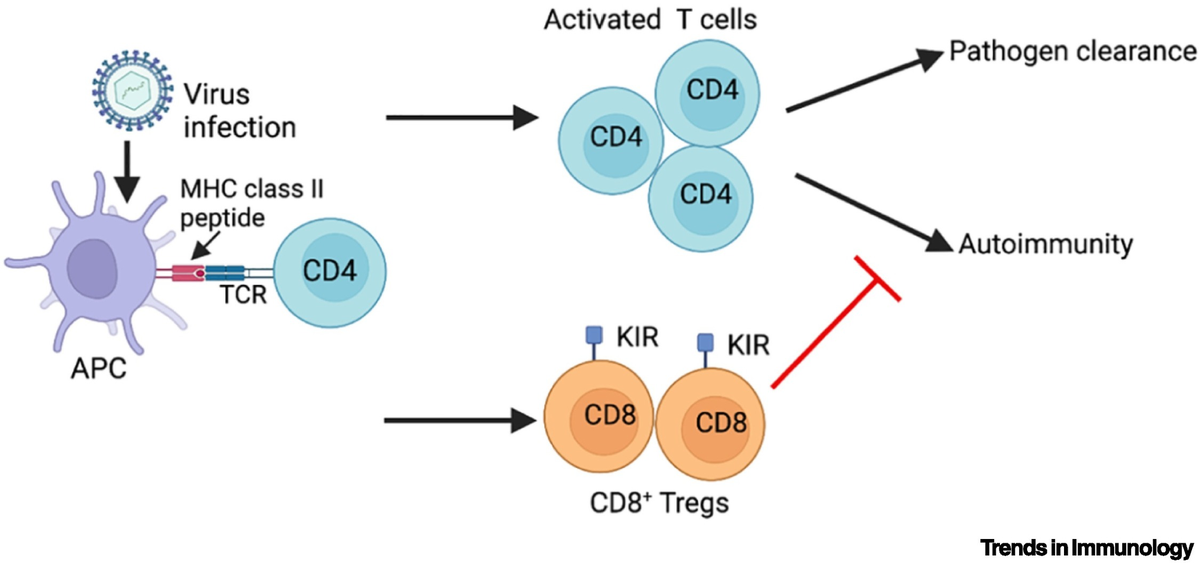 Activated T cells
Virus
infection
MHC class II
peptide
TCR
CD4
APC
CD4
CD4
CD4
Pathogen clearance
Autoimmunity
KIR
KIR
CD8
CD8
CD8⁺ Tregs
Trends in Immunology